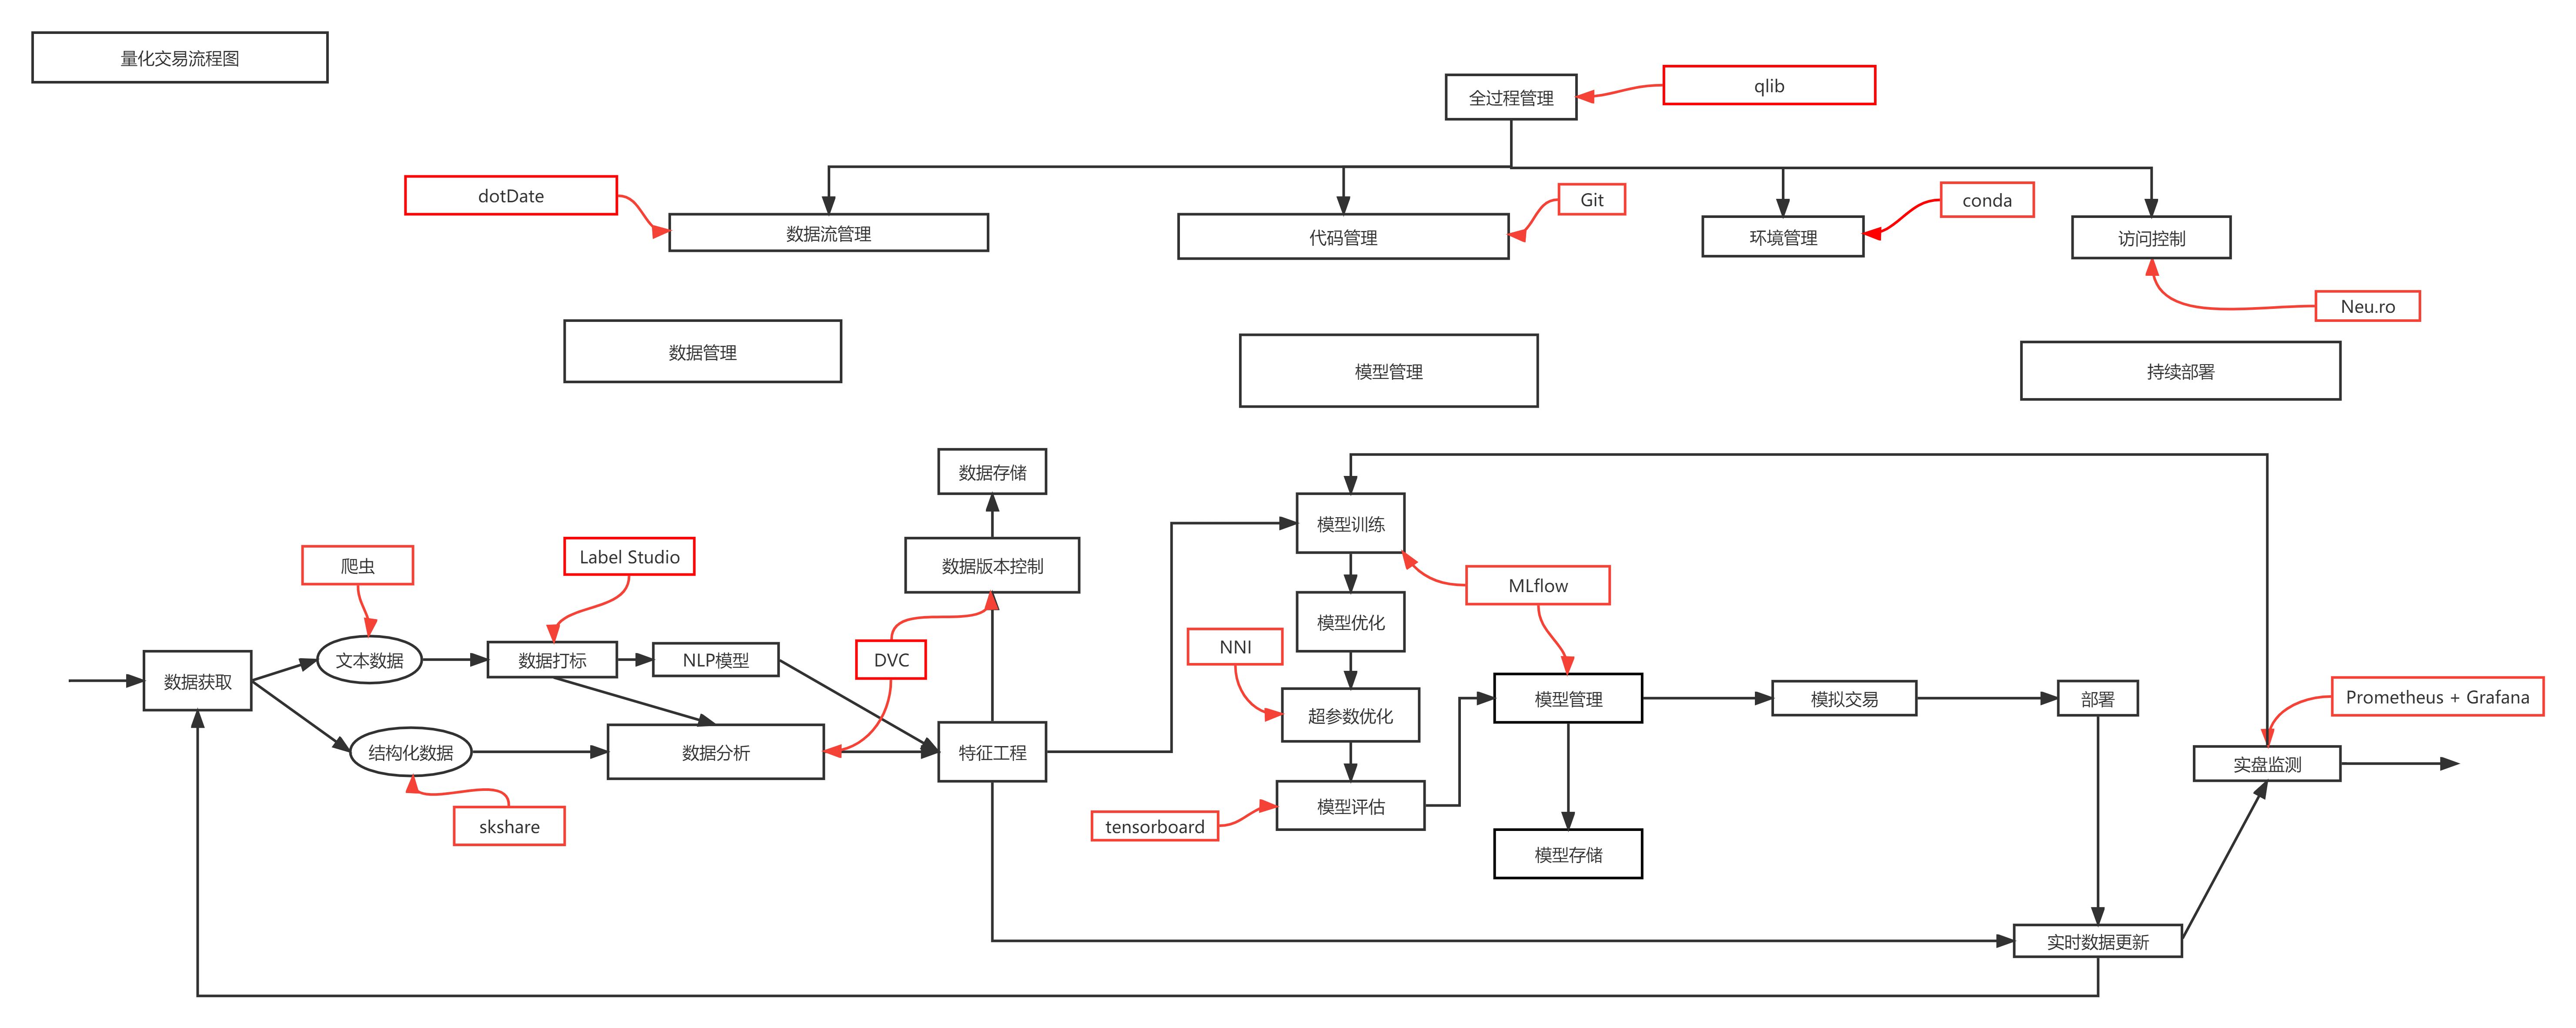 量化交易流程图
全过程管理
qlib
dotDate
数据流管理
代码管理
Git
环境管理
conda
访问控制
Neu.ro
数据管理
模型管理
持续部署
数据存储
数据版本控制
爬虫
Label Studio
模型训练
MLflow
模型优化
数据获取
文本数据
数据打标
NLP模型
DVC
NNI
超参数优化
模型管理
模拟交易
部署
Prometheus + Grafana
结构化数据
数据分析
特征工程
实盘监测
skshare
tensorboard
模型评估
模型存储
实时数据更新